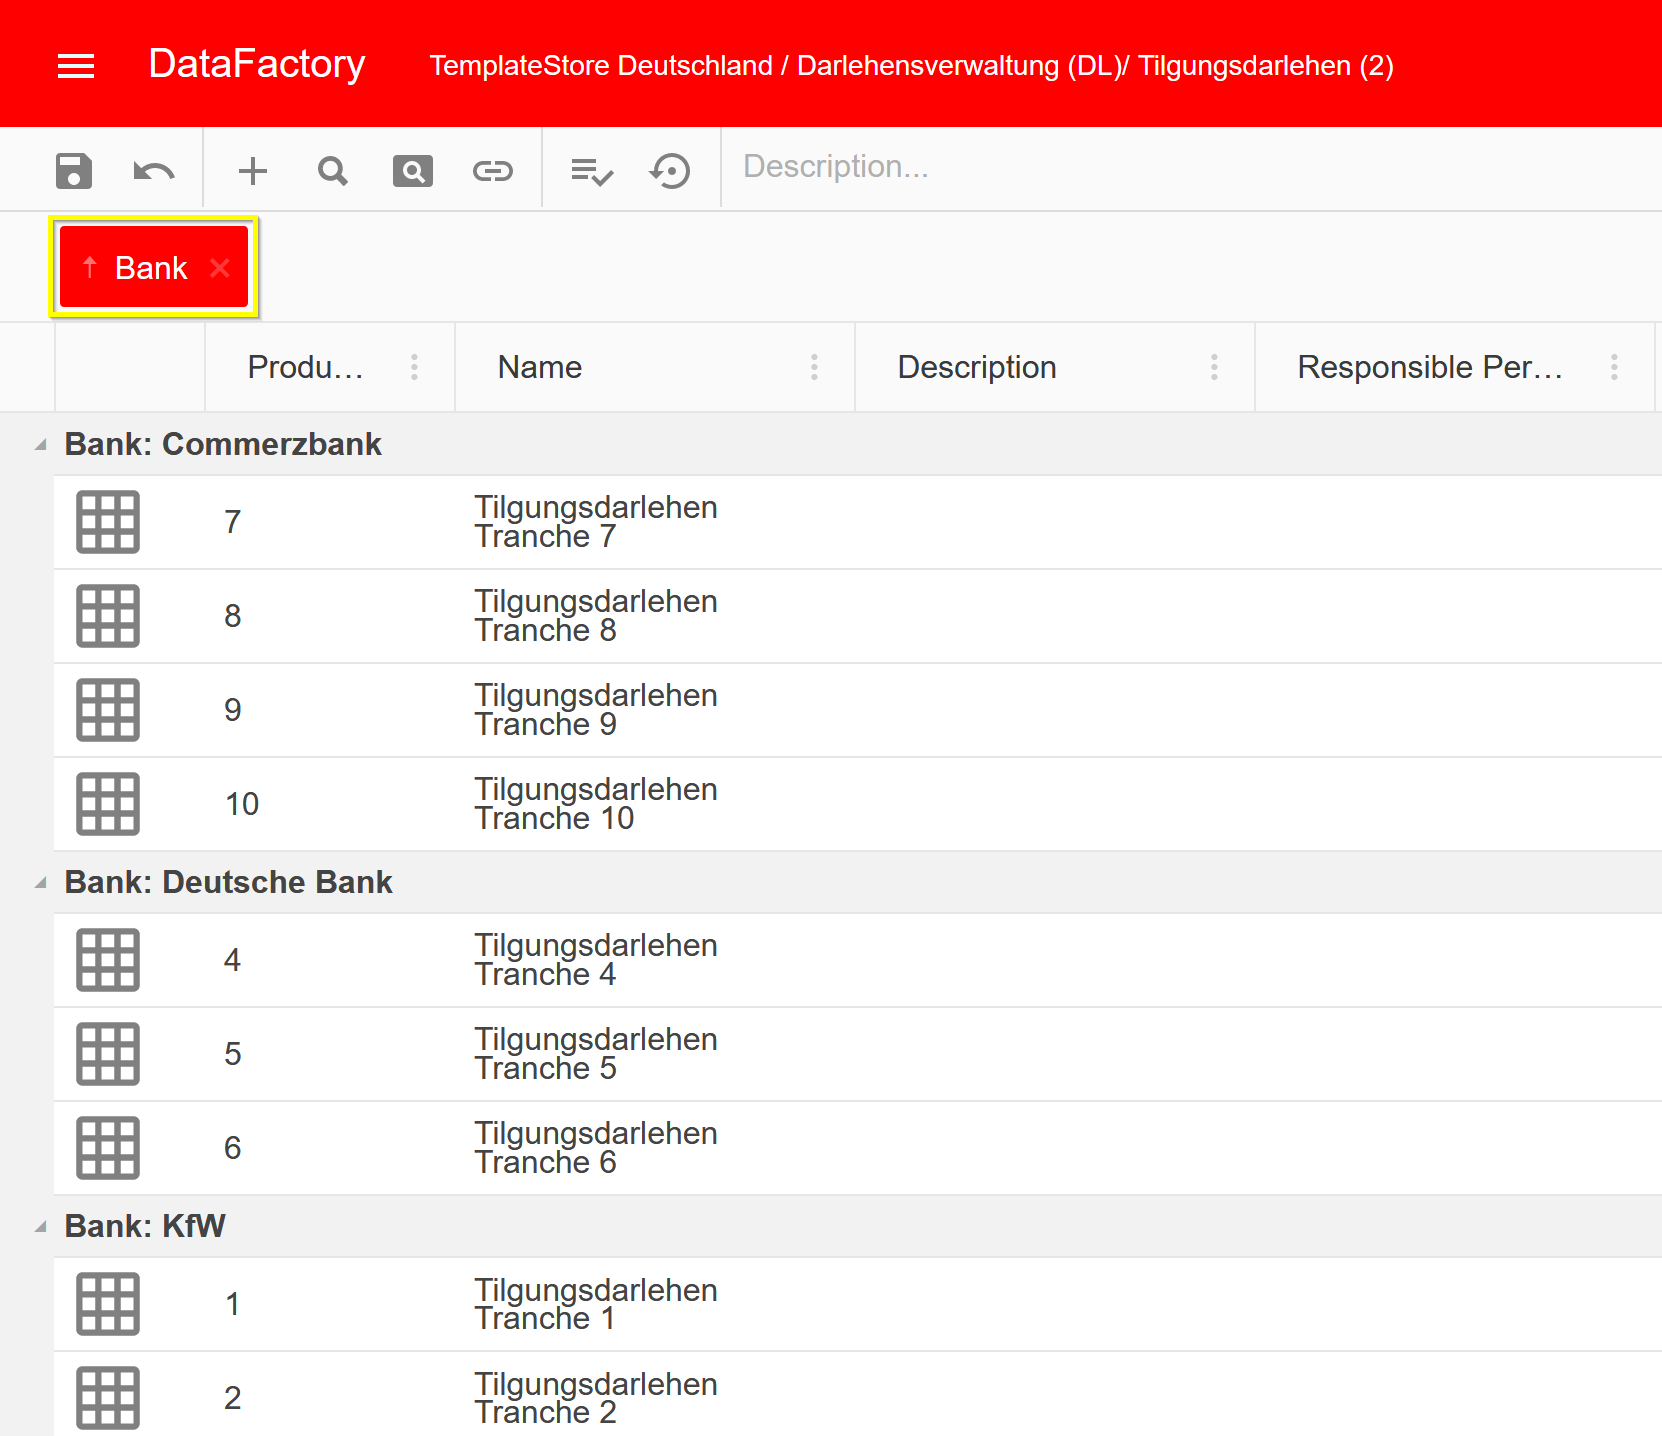 DataFactory
TemplateStore Deutschland / Darlehensverwaltung (DL)/ Tilgungsdarlehen (2)
Description...
Bank
Produ... Name Description Responsible Per...
Bank: Commerzbank
7 Tilgungsdarlehen
Tranche 7
8 Tilgungsdarlehen
Tranche 8
9 Tilgungsdarlehen
Tranche 9
10 Tilgungsdarlehen
Tranche 10
Bank: Deutsche Bank
4 Tilgungsdarlehen
Tranche 4
5 Tilgungsdarlehen
Tranche 5
6 Tilgungsdarlehen
Tranche 6
Bank: KfW
1 Tilgungsdarlehen
Tranche 1
2 Tilgungsdarlehen
Tranche 2